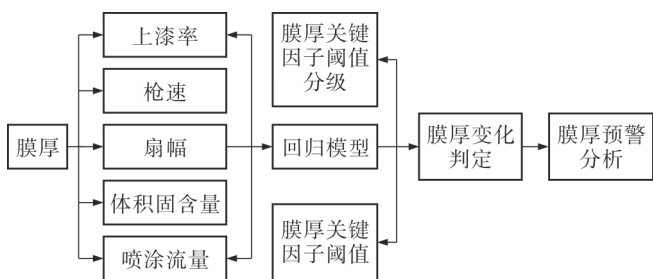 膜厚
上漆率
枪速
扇幅
体积固含量
喷涂流量
膜厚关键
因子阈值
分级
回归模型
膜厚关键
因子阈值
膜厚变化
判定
膜厚预警
分析